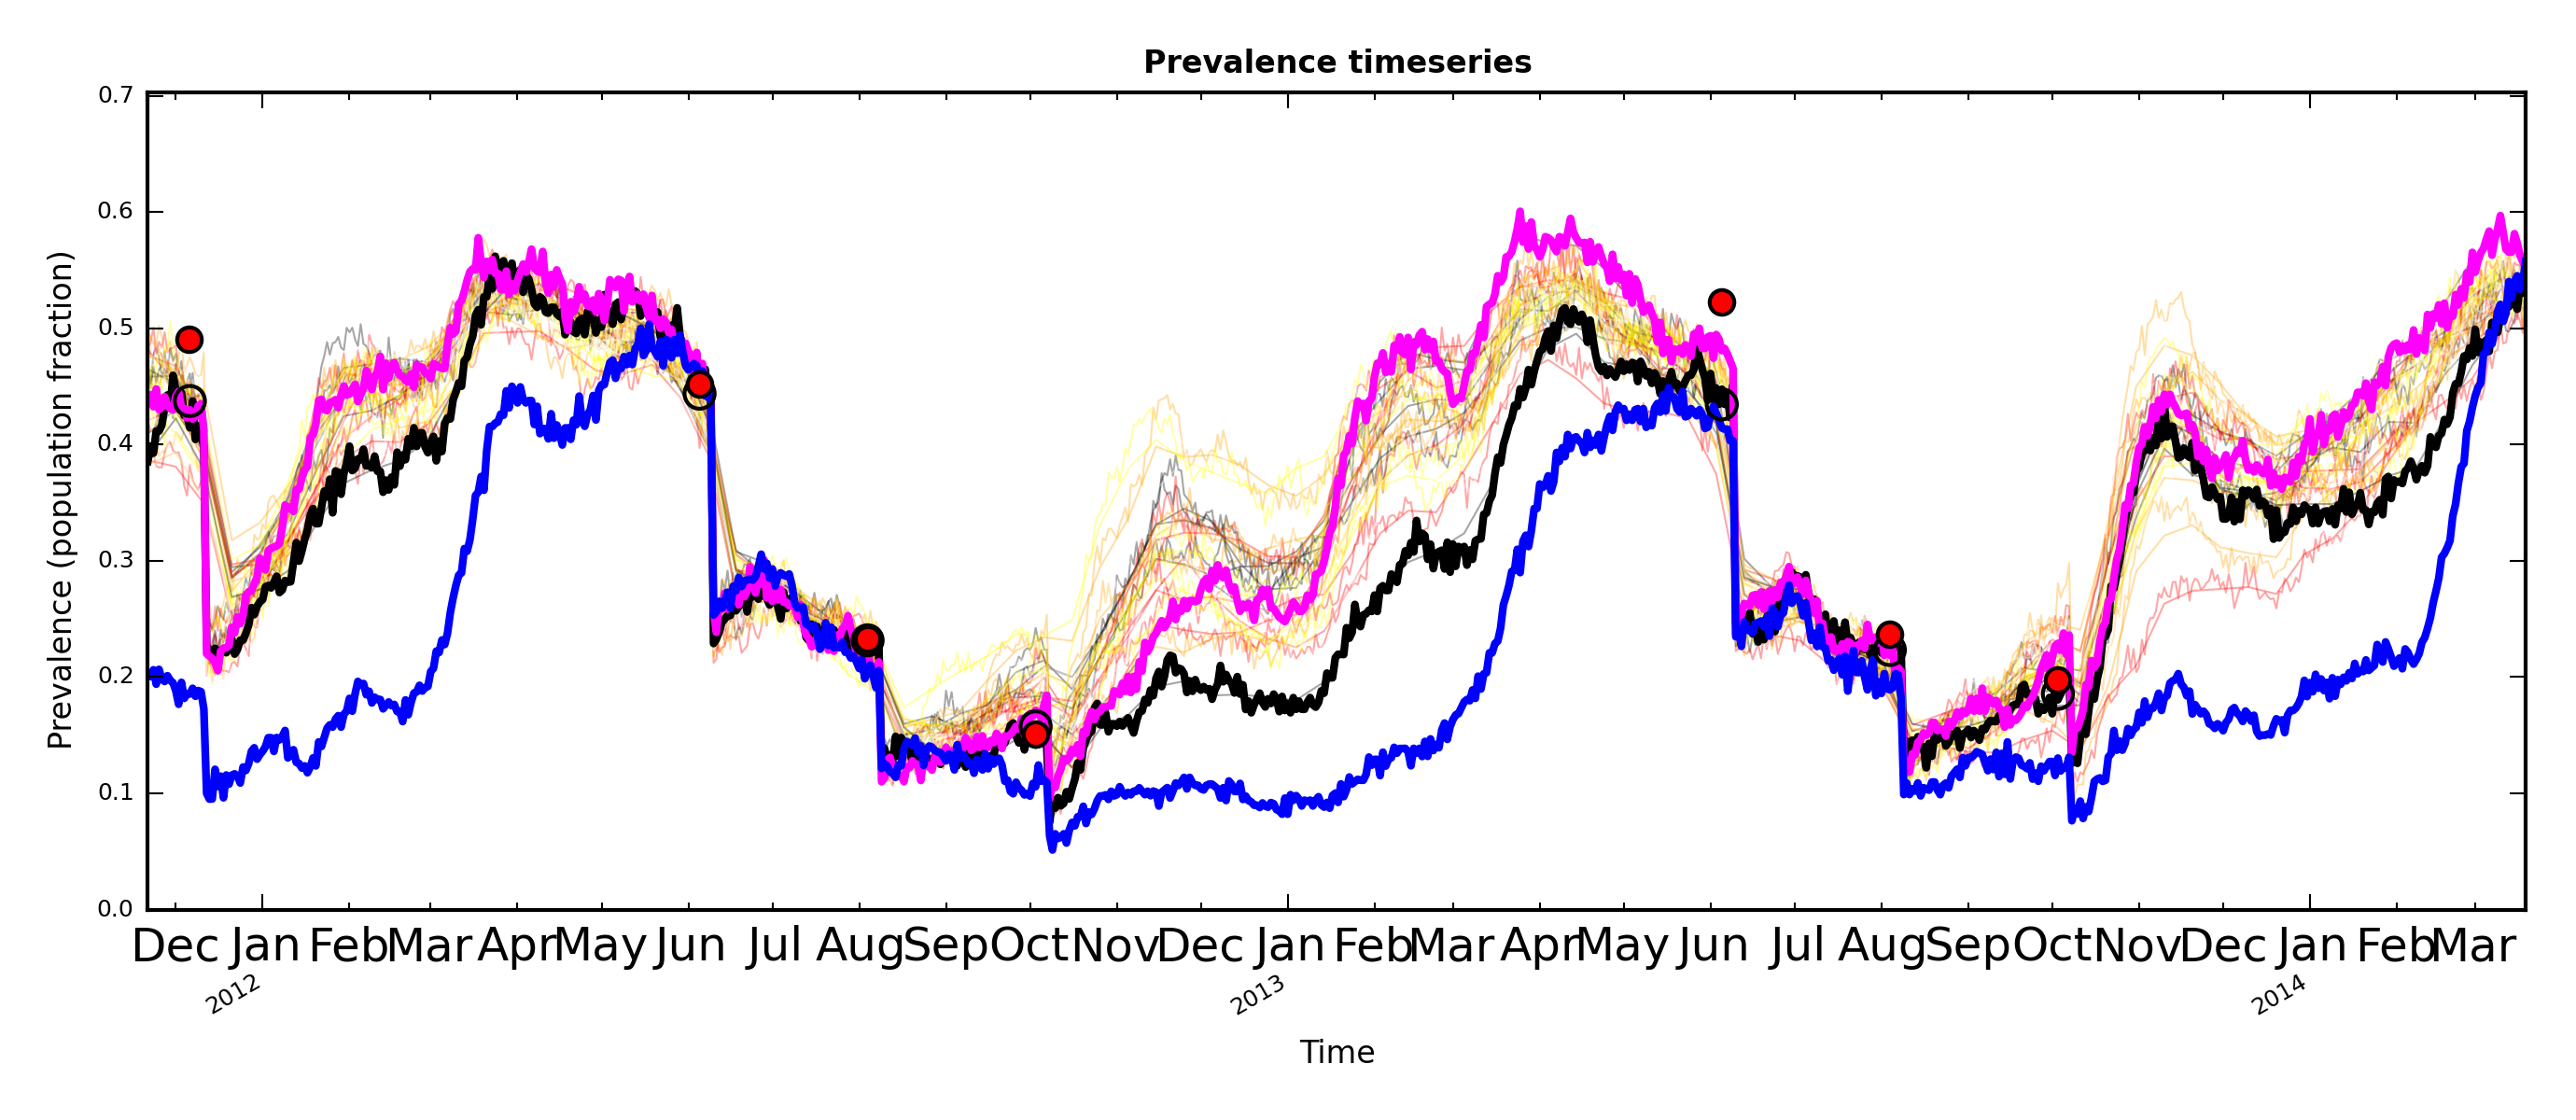 Prevalence timeseries
Prevalence (population fraction)
0.7
0.6
0.5
0.4
0.3
0.2
0.1
0.0
Dec Jan Feb Mar Apr May Jun Jul Aug Sep Oct Nov Dec Jan Feb Mar Apr May Jun Jul Aug Sep Oct Nov Dec Jan Feb Mar
2012 2013 2014
Time